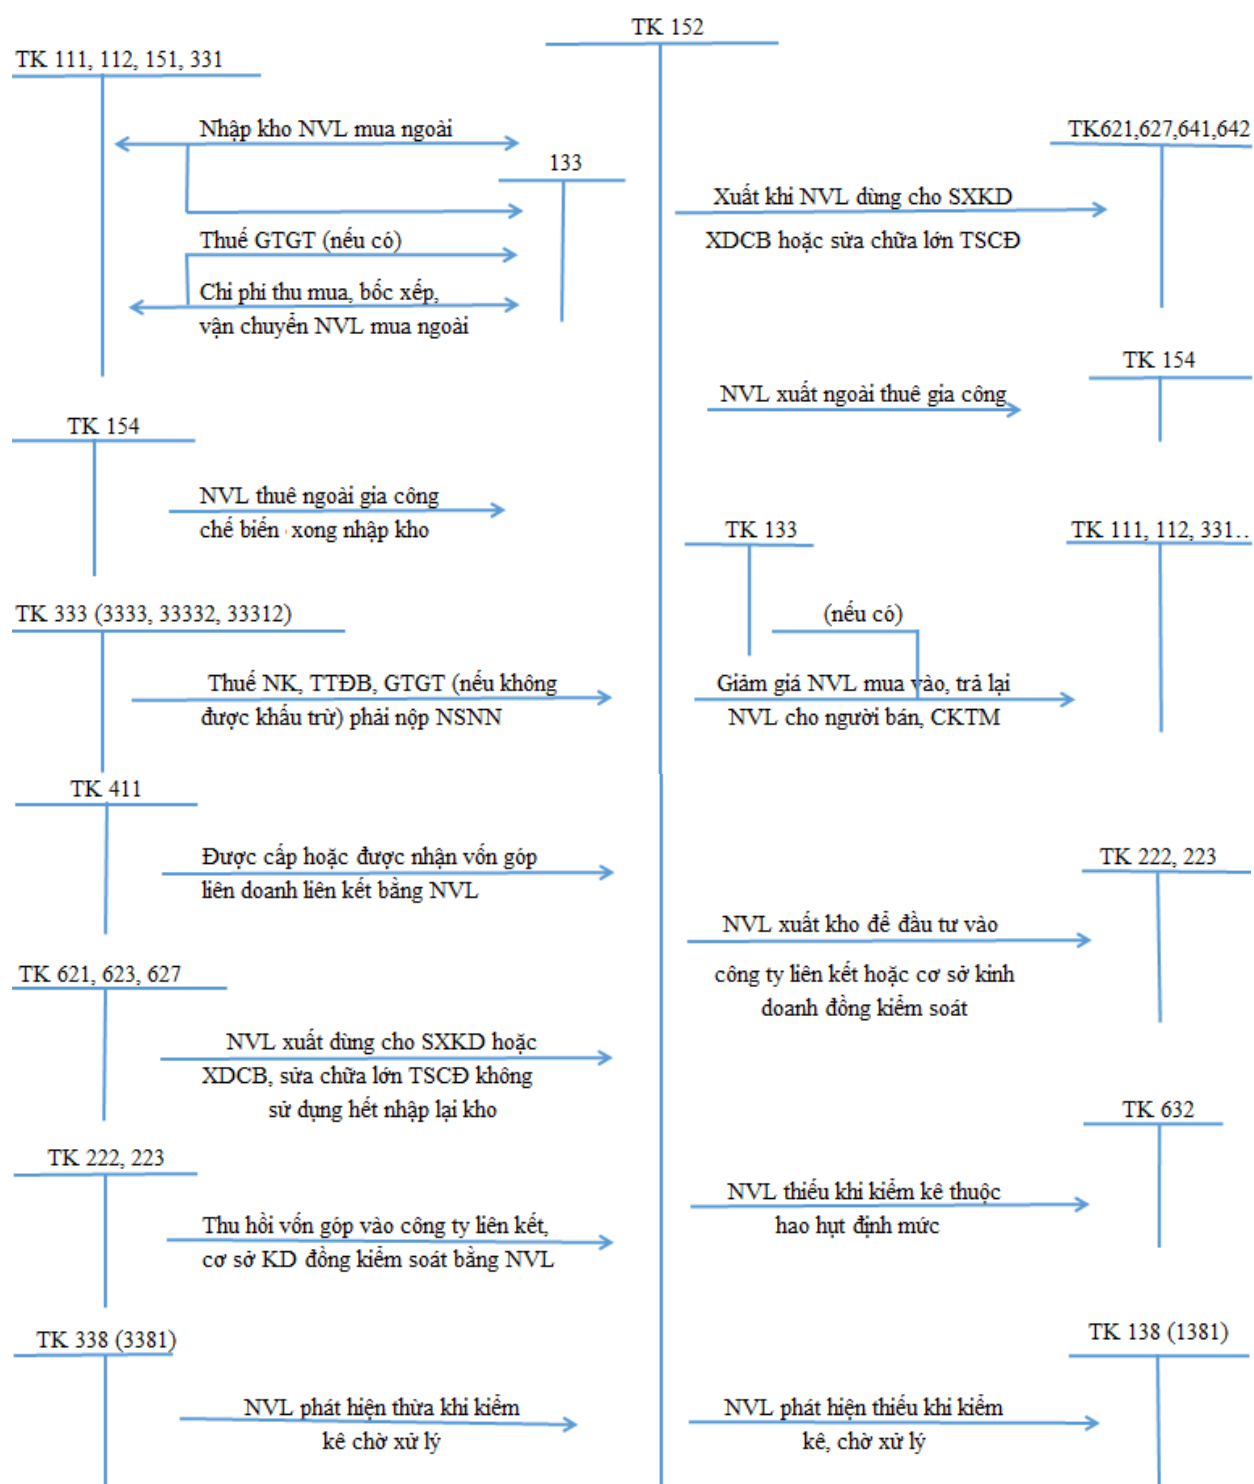 TK 152
TK 111, 112, 151, 331
Nhập kho NVL mua ngoài
133
Thuế GTGT (nếu có)
Chi phí thu mua, bốc xếp,
vận chuyển NVL mua ngoài
TK 154
NVL thuê ngoài gia công
chế biến xong nhập kho
TK 333 (3333, 33332, 33312)
Thuế NK, TTĐB, GTGT (nếu không
được khấu trừ) phải nộp NSNN
TK 411
Được cấp hoặc được nhận vốn góp
liên doanh liên kết bằng NVL
TK 621, 623, 627
NVL xuất dùng cho SXKD hoặc
XDCB, sửa chữa lớn TSCĐ không
sử dụng hết nhập lại kho
TK 222, 223
Thu hồi vốn góp vào công ty liên kết,
cơ sở KD đồng kiểm soát bằng NVL
TK 338 (3381)
NVL phát hiện thừa khi kiểm
kê chờ xử lý
TK621,627,641,642
Xuất khi NVL dùng cho SXKD
XDCB hoặc sửa chữa lớn TSCĐ
TK 154
NVL xuất ngoài thuê gia công
TK 133
TK 111, 112, 331..
(nếu có)
Giảm giá NVL mua vào, trả lại
NVL cho người bán, CKTM
TK 222, 223
NVL xuất kho để đầu tư vào
công ty liên kết hoặc cơ sở kinh
doanh đồng kiểm soát
TK 632
NVL thiếu khi kiểm kê thuộc
hao hụt định mức
TK 138 (1381)
NVL phát hiện thiếu khi kiểm
kê, chờ xử lý